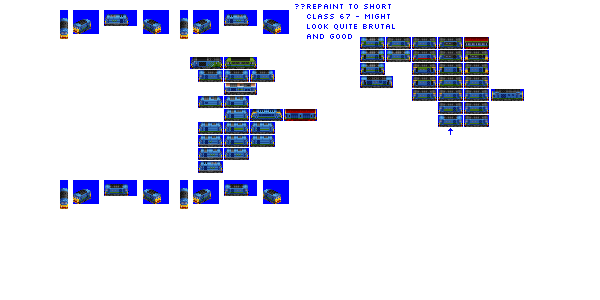 ??REPAINT TO SHORT
CLASS 67 - MIGHT
LOOK QUITE BRUTAL
AND GOOD